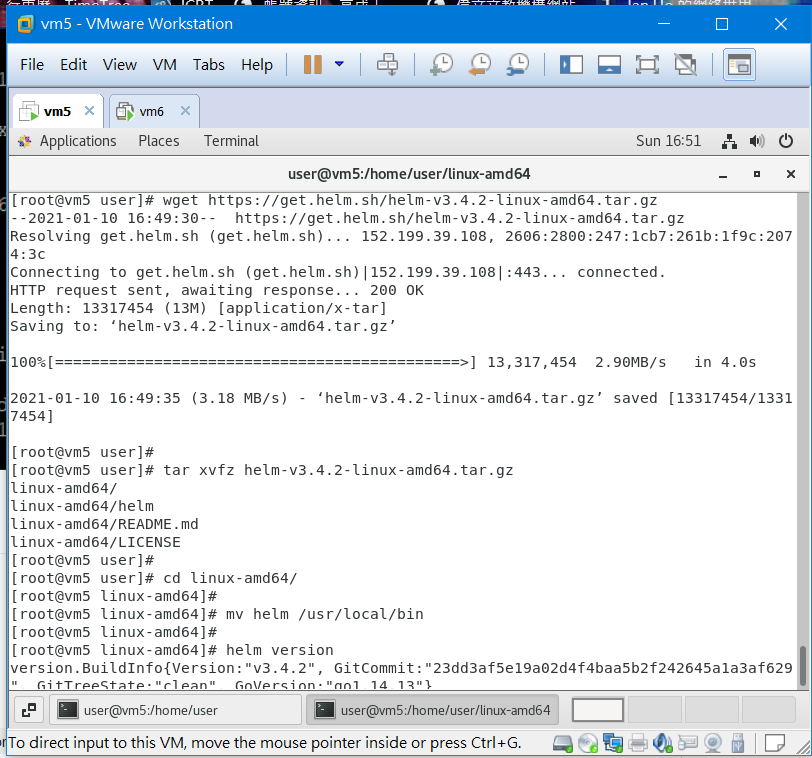 vm5 - VMware Workstation
File Edit View VM Tabs Help
vm5 vm6
Applications Places Terminal Sun 16:51
user@vm5:/home/user/linux-amd64
[root@vm5 user]# wget https://get.helm.sh/helm-v3.4.2-linux-amd64.tar.gz
--2021-01-10 16:49:30-- https://get.helm.sh/helm-v3.4.2-linux-amd64.tar.gz
Resolving get.helm.sh (get.helm.sh)... 152.199.39.108, 2606:2800:247:1cb7:261b:1f9c:207
4:3c
Connecting to get.helm.sh (get.helm.sh)|152.199.39.108|:443... connected.
HTTP request sent, awaiting response... 200 OK
Length: 13317454 (13M) [application/x-tar]
Saving to: ‘helm-v3.4.2-linux-amd64.tar.gz’
100%[=============================================>] 13,317,454 2.90MB/s in 4.0s
2021-01-10 16:49:35 (3.18 MB/s) - ‘helm-v3.4.2-linux-amd64.tar.gz’ saved [13317454/1331
7454]
[root@vm5 user]#
[root@vm5 user]# tar xvfz helm-v3.4.2-linux-amd64.tar.gz
linux-amd64/
linux-amd64/helm
linux-amd64/README.md
linux-amd64/LICENSE
[root@vm5 user]#
[root@vm5 user]# cd linux-amd64/
[root@vm5 linux-amd64]#
[root@vm5 linux-amd64]# mv helm /usr/local/bin
[root@vm5 linux-amd64]#
[root@vm5 linux-amd64]# helm version
version.BuildInfo{Version:"v3.4.2", GitCommit:"23dd3af5e19a02d4f4baa5b2f242645a1a3af629
", GitTreeState:"clean", GoVersion:"go1.14.13"}
user@vm5:/home/user user@vm5:/home/user/linux-amd64
To direct input to this VM, move the mouse pointer inside or press Ctrl+G.